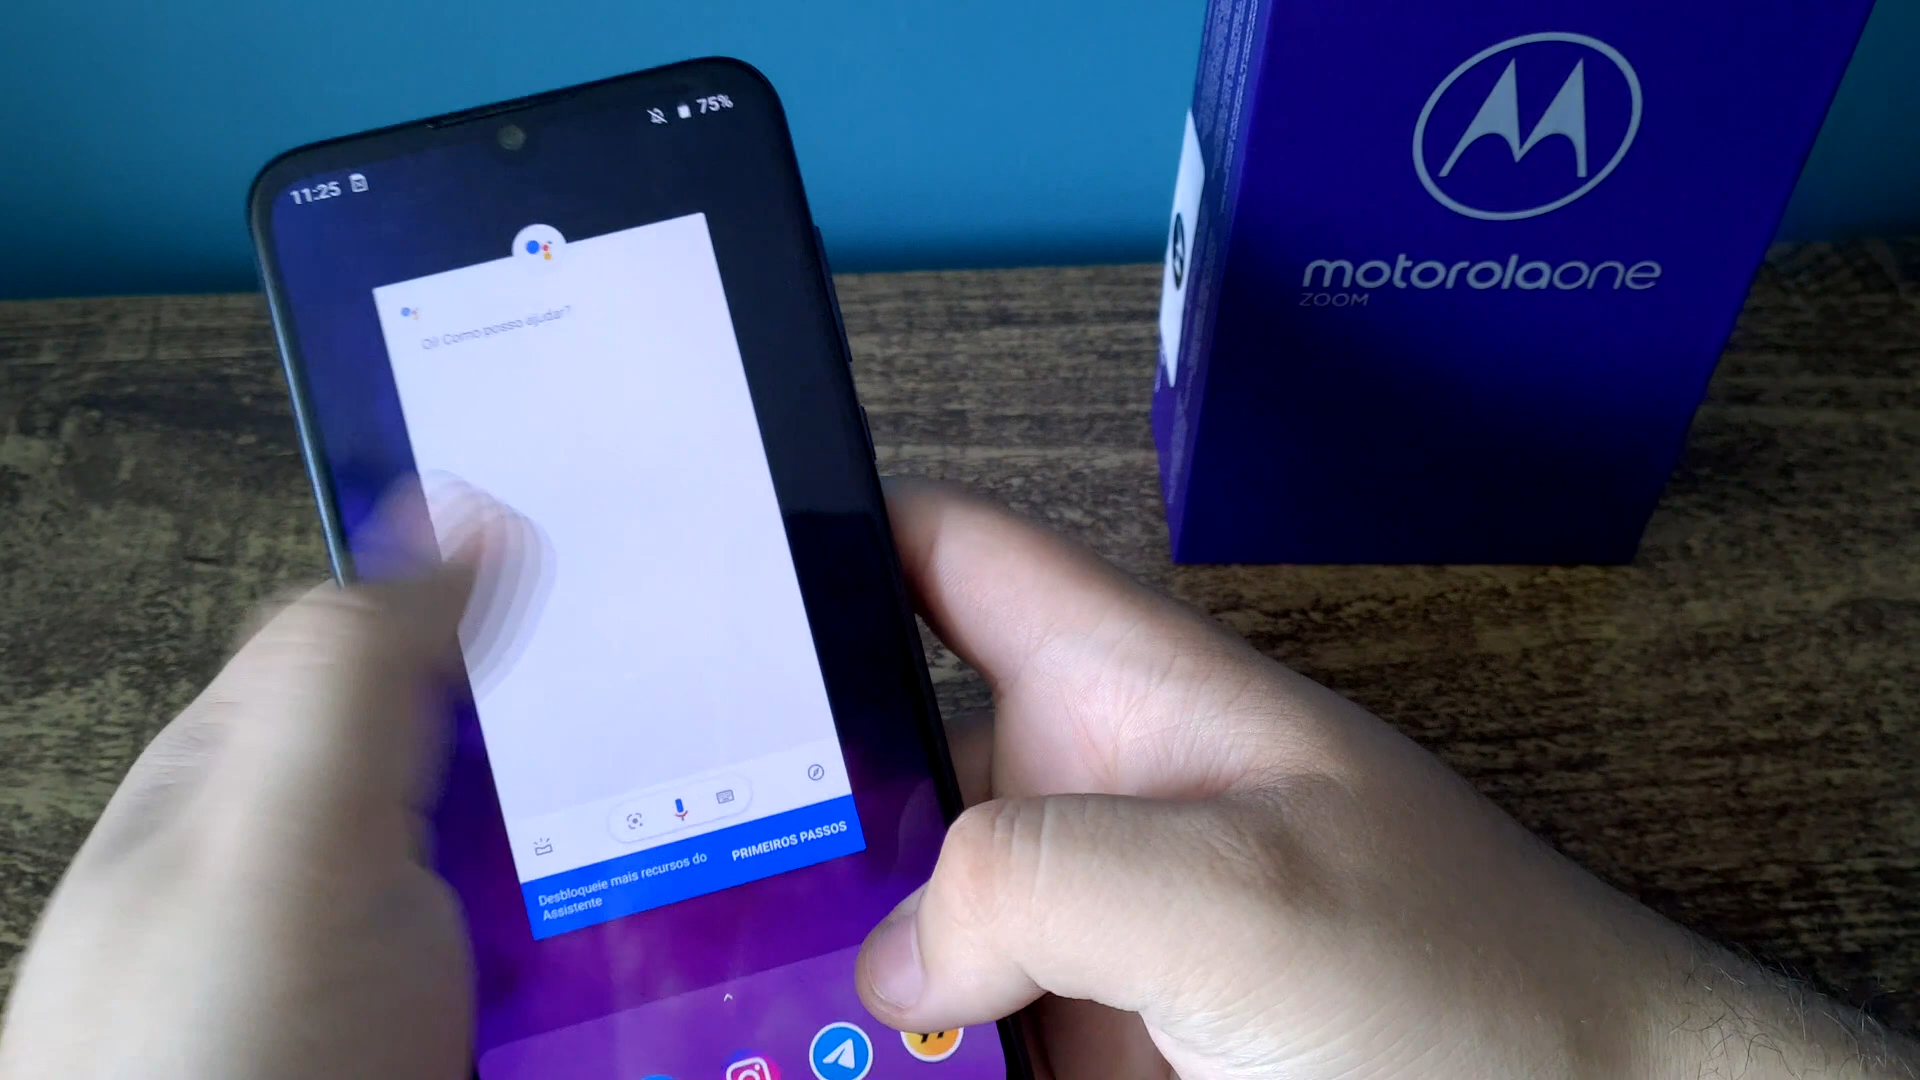 11:25
75%
Oi! Como posso ajudar?
Desbloqueie mais recursos do
Assistente
PRIMEIROS PASSOS
motorolaone
ZOOM